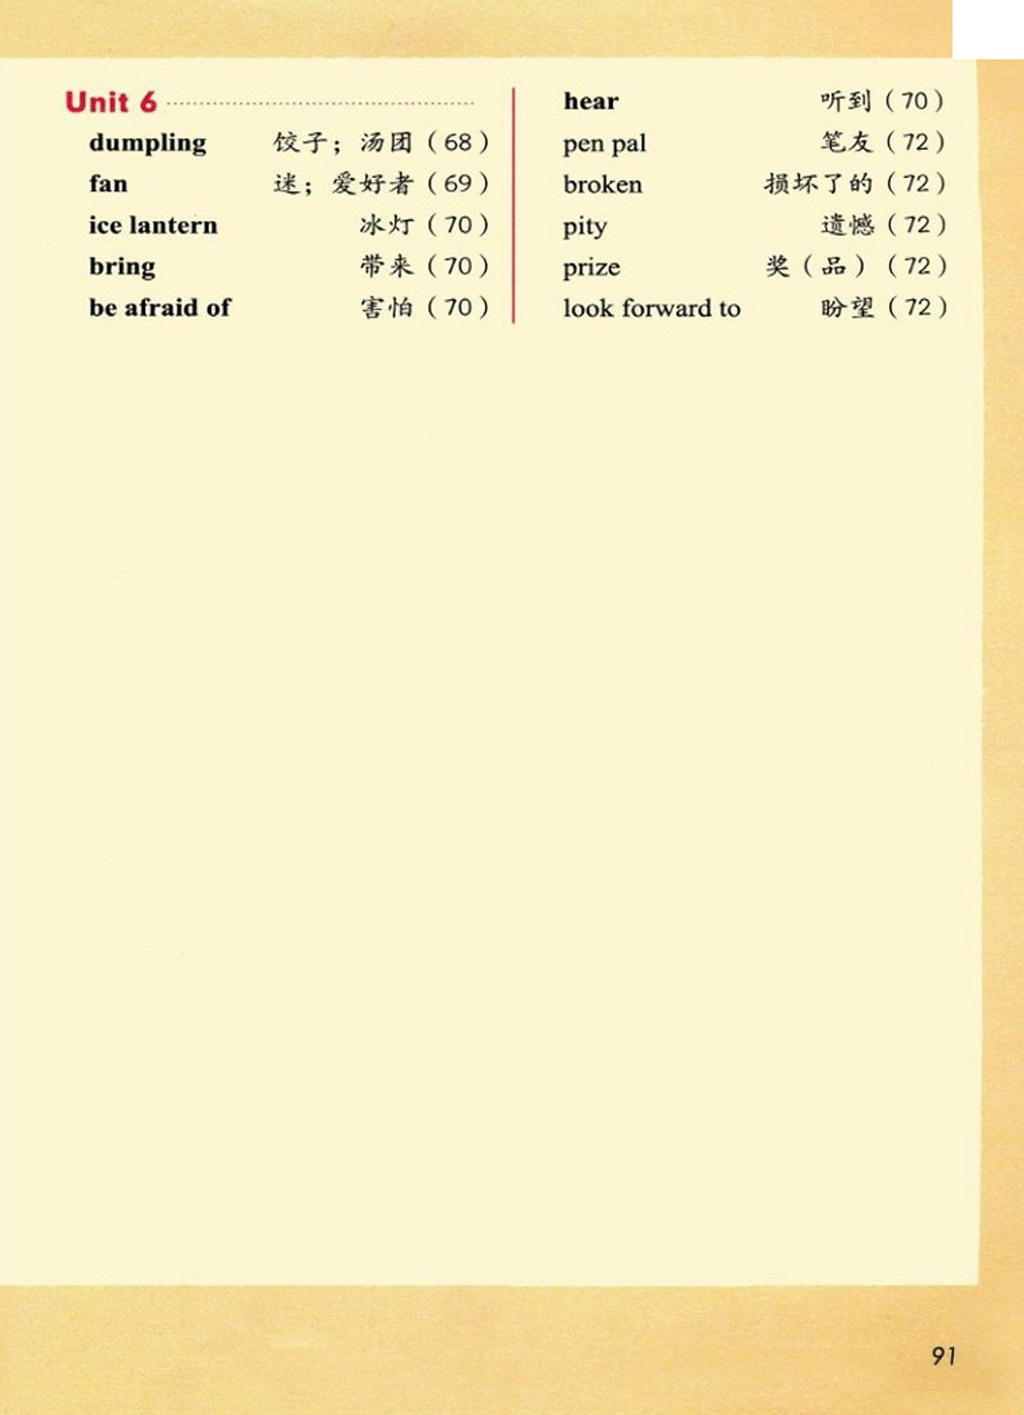 Unit 6
dumpling 饺子；汤团（68）
fan 迷；爱好者（69）
ice lantern 冰灯（70）
bring 带来（70）
be afraid of 害怕（70）
hear 听到（70）
pen pal 笔友（72）
broken 损坏了的（72）
pity 遗憾（72）
prize 奖（品）（72）
look forward to 盼望（72）
91